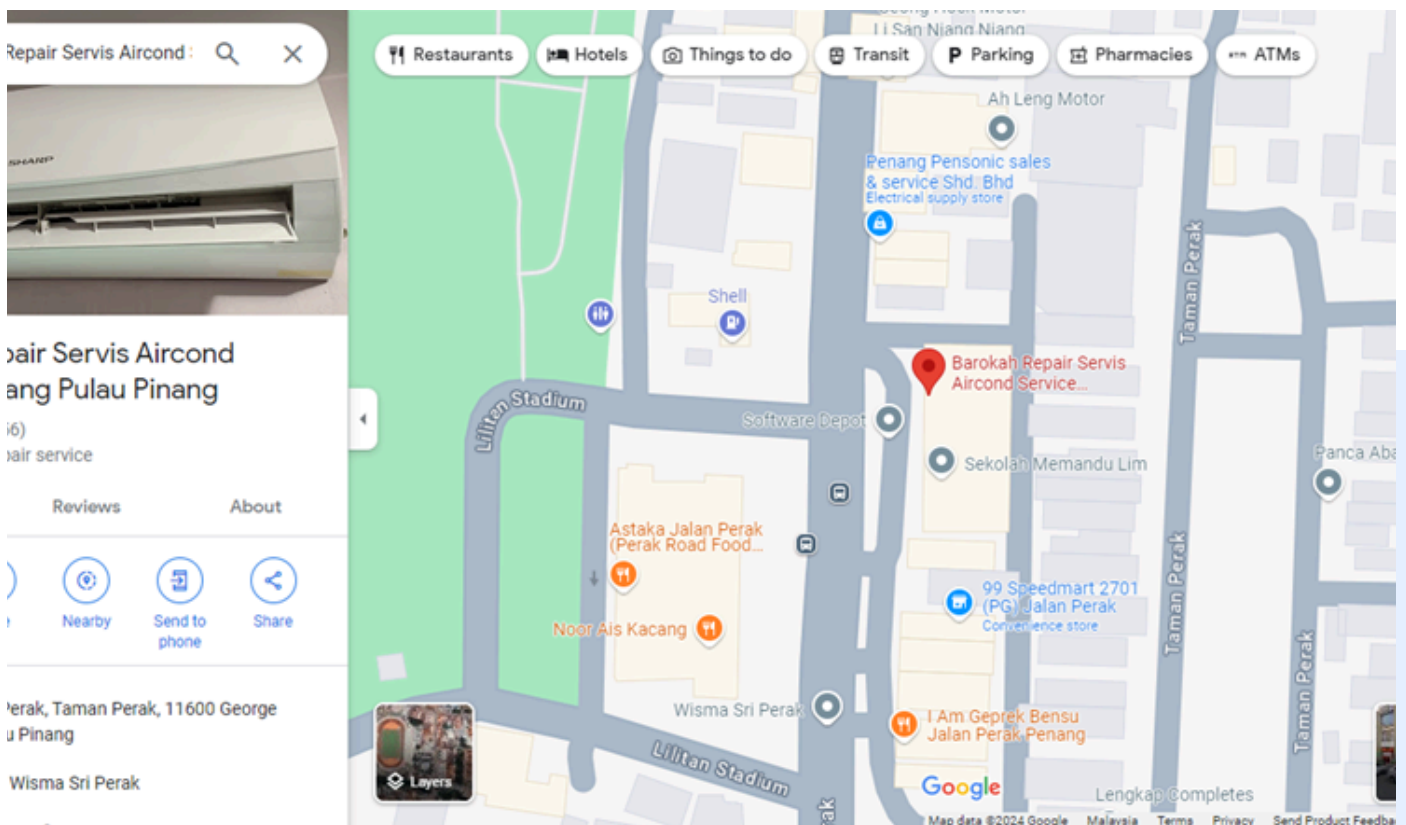 Repair Servis Aircond
SHARP
pair Servis Aircond
ang Pulau Pinang
56)
pair service
Reviews
About
Nearby
Send to
phone
Share
Perak, Taman Perak, 11600 George
u Pinang
Wisma Sri Perak
Restaurants
Hotels
Things to do
Transit
P Parking
Pharmacies
ATMs
Li San Niang Niang
Ah Leng Motor
Penang Pensonic sales
& service Shd. Bhd
Electrical supply store
Shell
Taman Perak
Barokah Repair Servis
Aircond Service...
Lilitan Stadium
Software Depot
Sekolah Memandu Lim
Panca Aba
Astaka Jalan Perak
(Perak Road Food...
99 Speedmart 2701
(PG) Jalan Perak
Convenience store
Noor Ais Kacang
Taman Perak
Taman Perak
Wisma Sri Perak
I Am Geprek Bensu
Jalan Perak Penang
Lilitan Stadium
Layers
Google
Lengkap Completes
Map data ©2024 Google
Malaysia
Terms
Privacy
Send Product Feedba